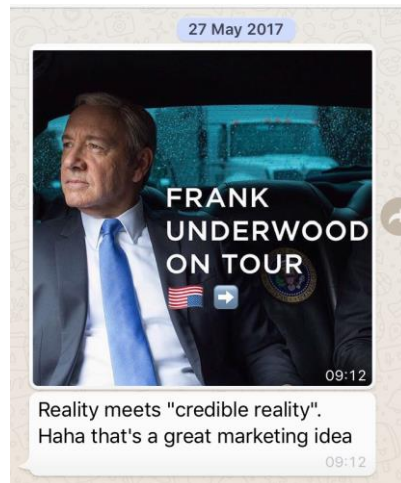 27 May 2017
FRANK
UNDERWOOD
ON TOUR
🇺🇸 ➡️
09:12
Reality meets "credible reality".
Haha that's a great marketing idea
09:12